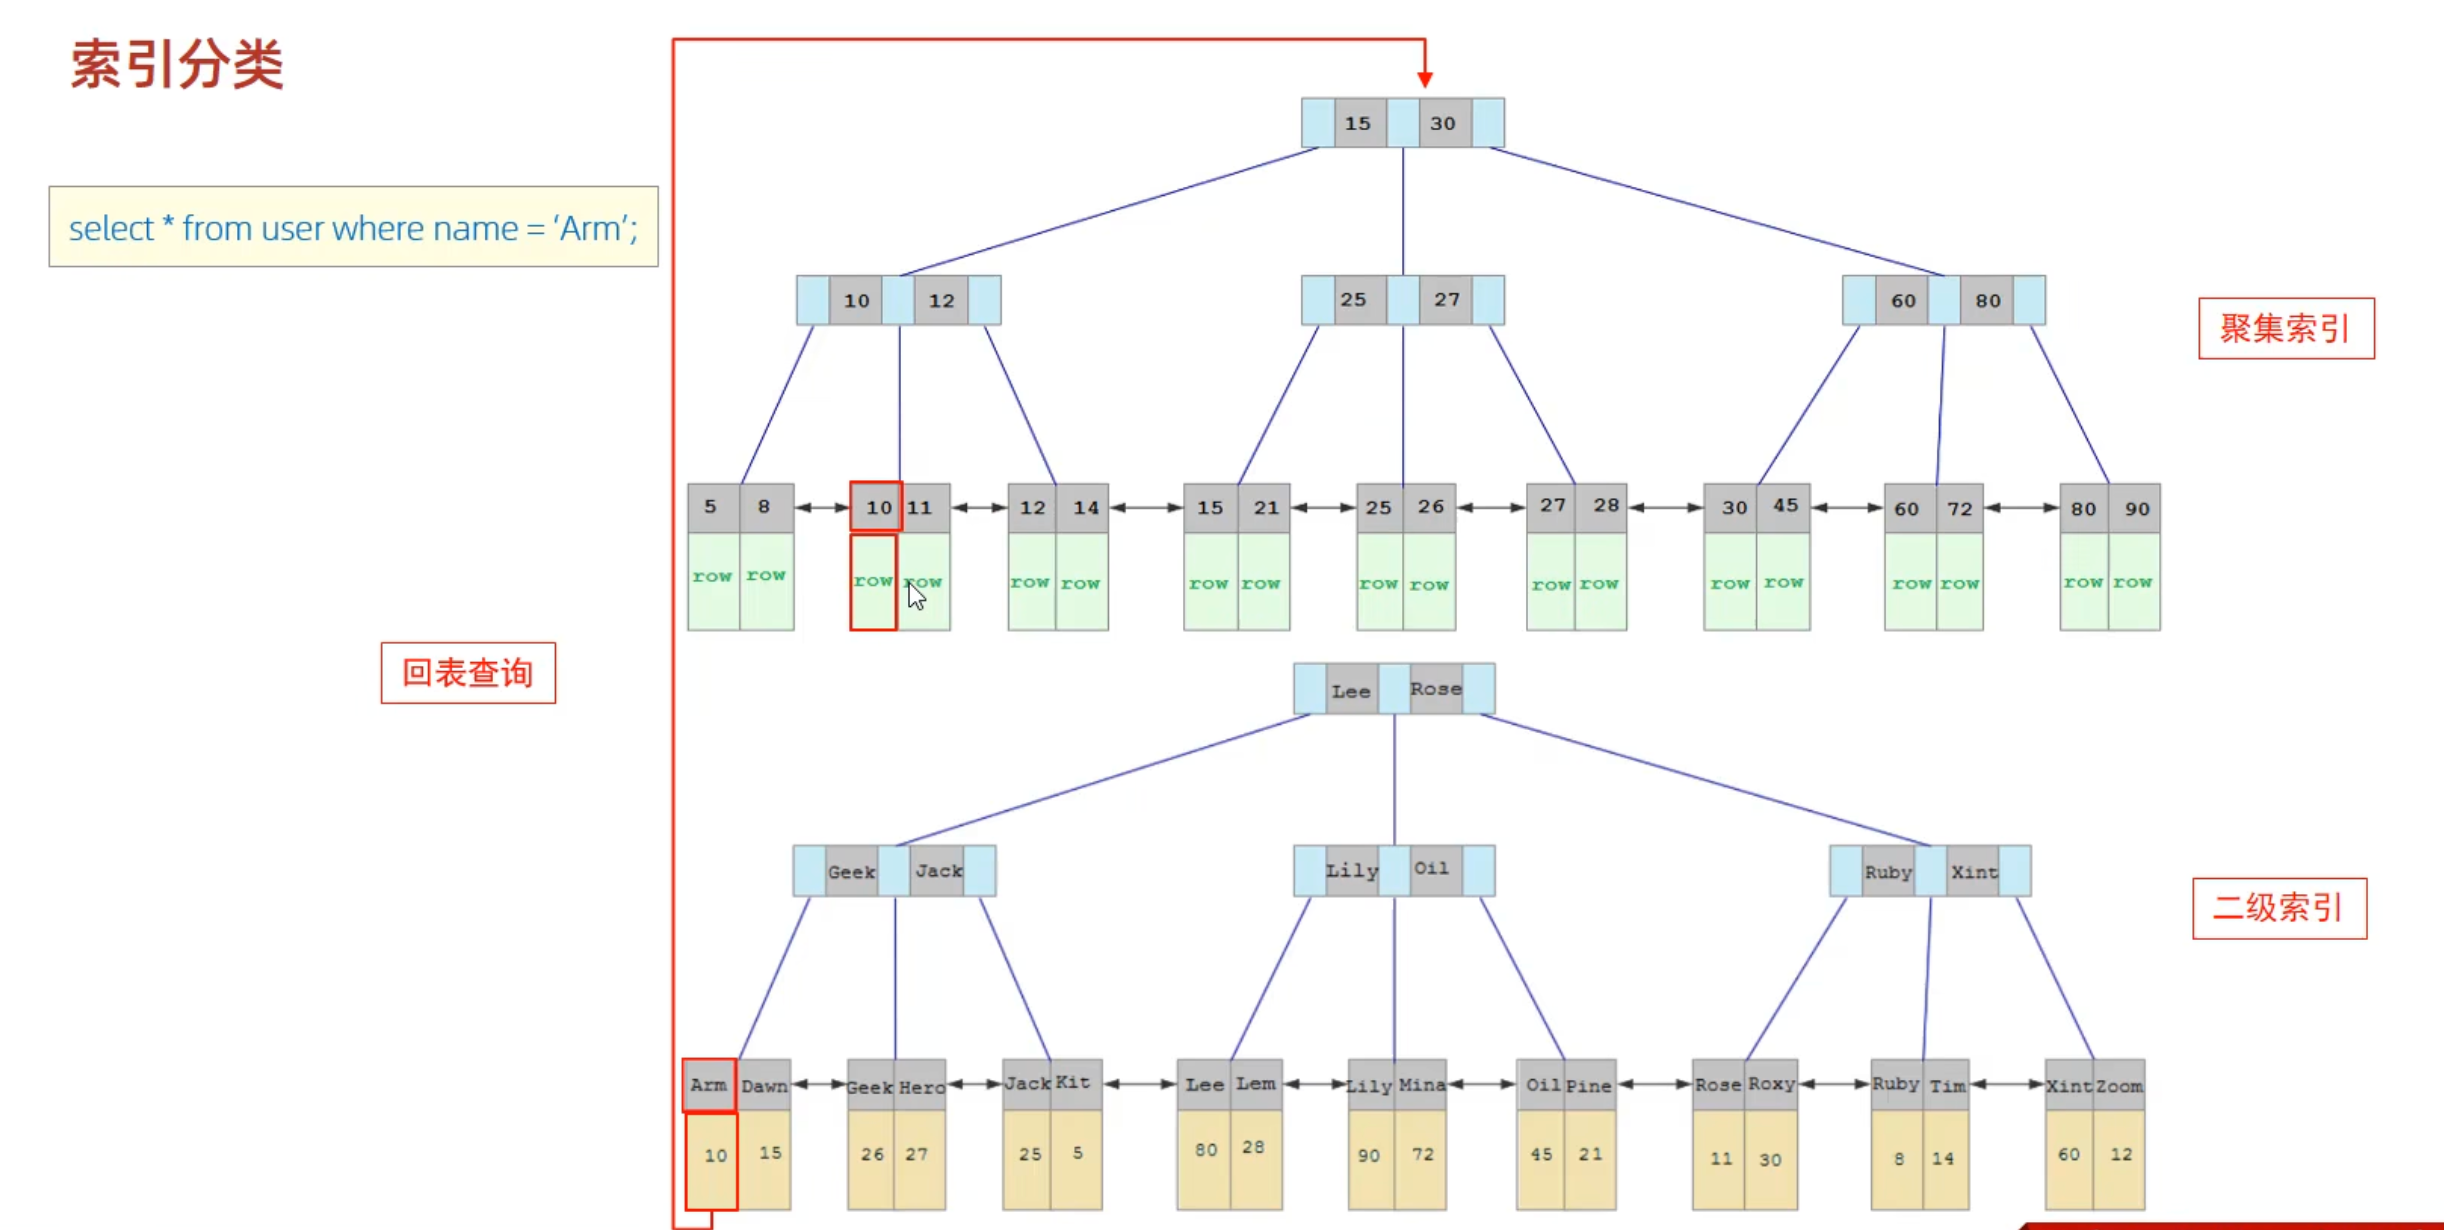 索引分类
select * from user where name = ‘Arm’;
15 30
10 12 25 27 60 80
聚集索引
5 8 10 11 12 14 15 21 25 26 27 28 30 45 60 72 80 90
row row row row row row row row row row row row row row row row row row
回表查询
Lee Rose
Geek Jack Lily Oil Ruby Xint
二级索引
Arm Dawn Geek Hero Jack Kit Lee Lem Lily Mina Oil Pine Rose Roxy Ruby Tim Xint Zoom
10 15 26 27 25 5 80 28 90 72 45 21 11 30 8 14 60 12